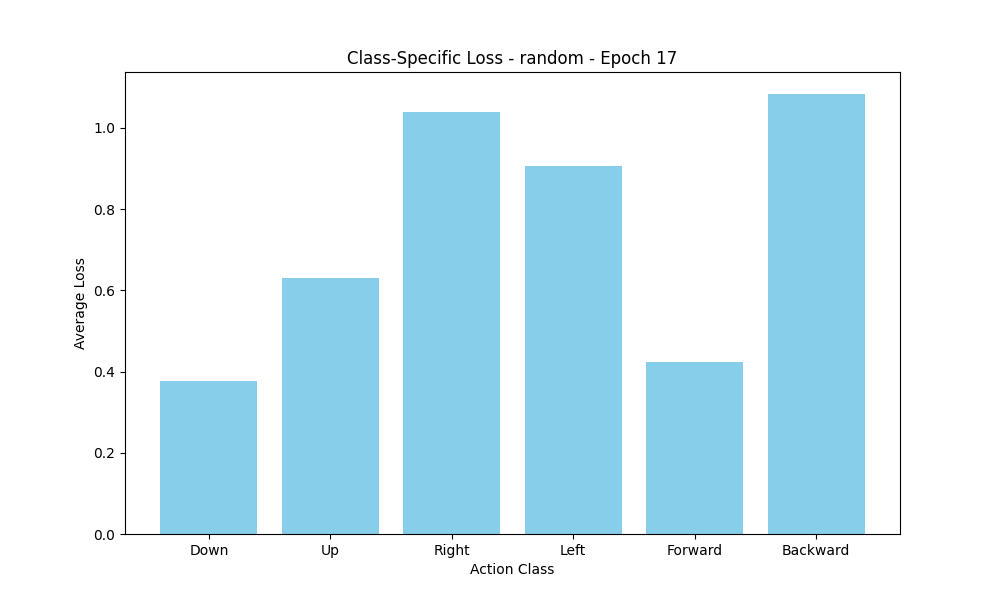 Class-Specific Loss - random - Epoch 17
1.0
0.8
0.6
0.4
0.2
0.0
Average Loss
Down Up Right Left Forward Backward
Action Class